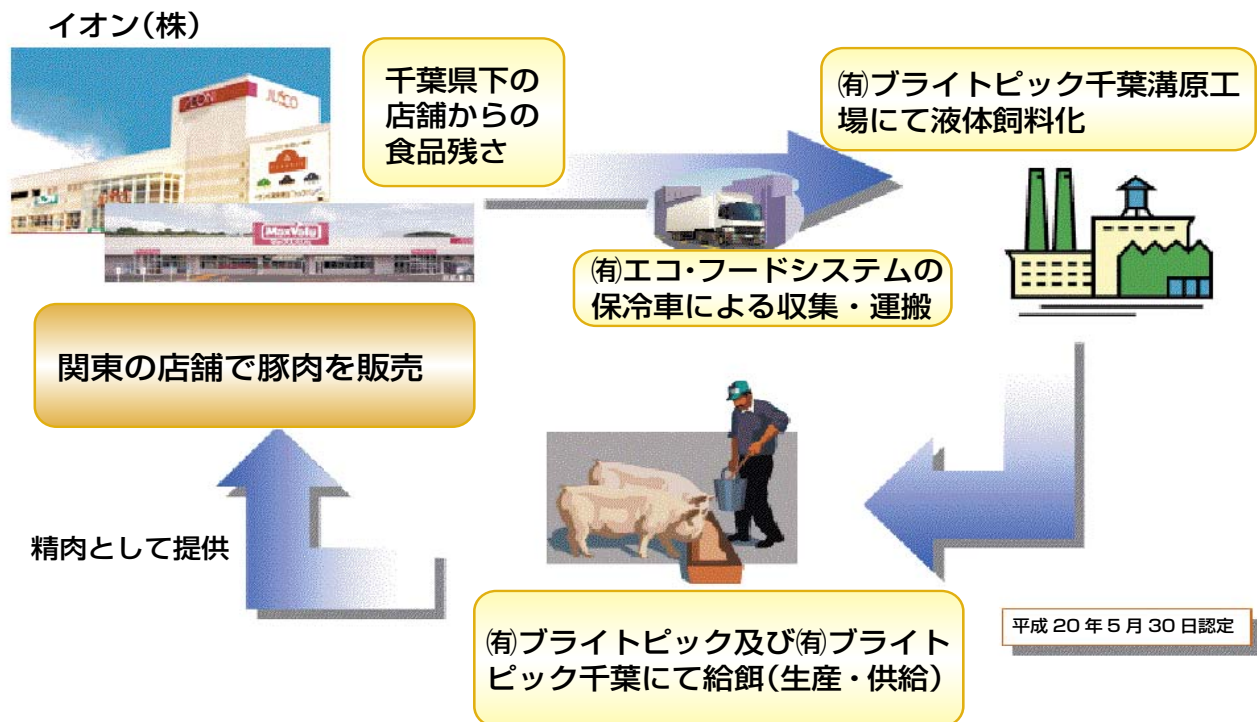 イオン(株)
千葉県下の
店舗からの
食品残さ
㈲ブライトピック千葉溝原工
場にて液体飼料化
ÆON
JUSCO
MaxValu
㈲エコ・フードシステムの
保冷車による収集・運搬
関東の店舗で豚肉を販売
精肉として提供
㈲ブライトピック及び㈲ブライト
ピック千葉にて給餌(生産・供給)
平成20年5月30日認定